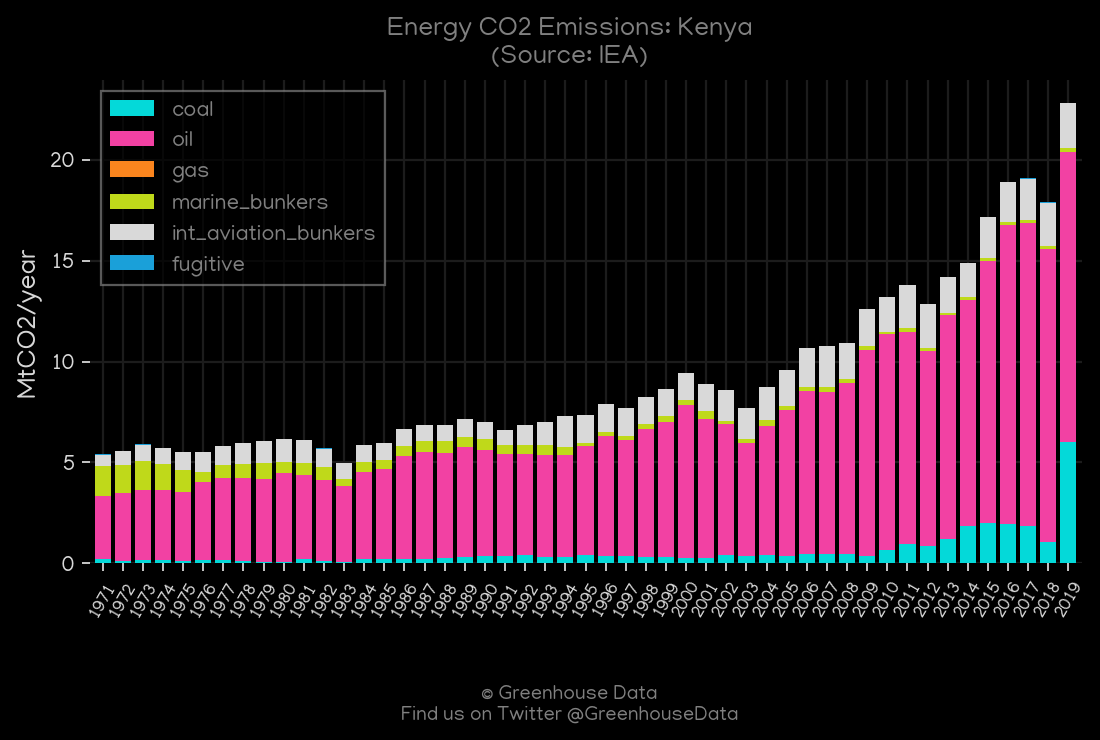 Energy CO2 Emissions: Kenya
(Source: IEA)
coal
oil
gas
marine_bunkers
int_aviation_bunkers
fugitive
MtCO2/year
20
15
10
5
0
1971 1972 1973 1974 1975 1976 1977 1978 1979 1980 1981 1982 1983 1984 1985 1986 1987 1988 1989 1990 1991 1992 1993 1994 1995 1996 1997 1998 1999 2000 2001 2002 2003 2004 2005 2006 2007 2008 2009 2010 2011 2012 2013 2014 2015 2016 2017 2018 2019
© Greenhouse Data
Find us on Twitter @GreenhouseData